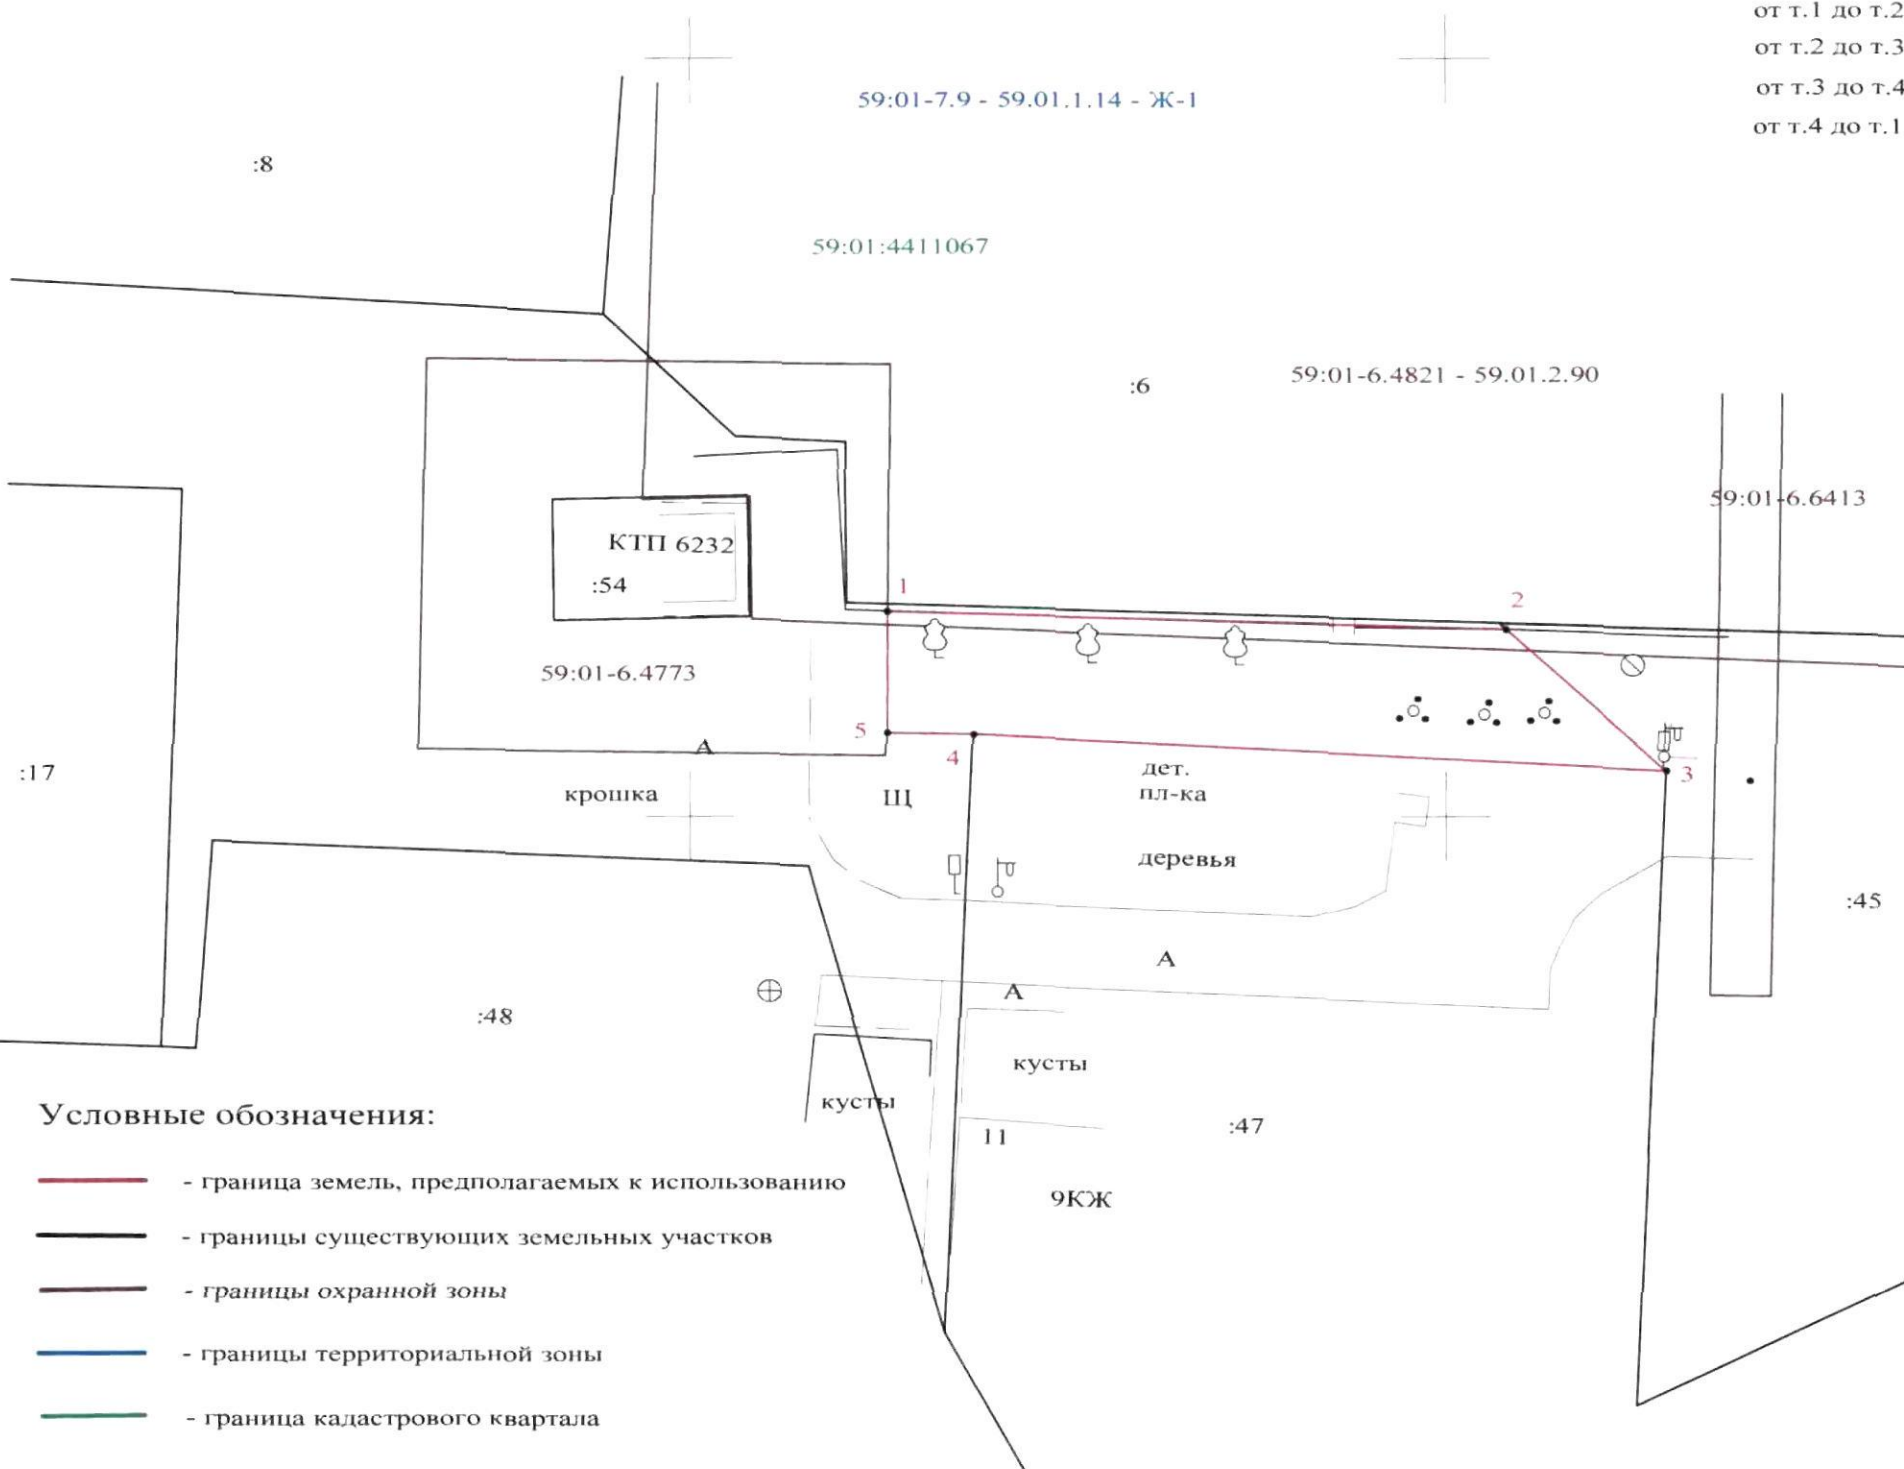 от т.1 до т.2
от т.2 до т.3
от т.3 до т.4
от т.4 до т.1
59:01-7.9 - 59.01.1.14 - Ж-1
:8
59:01:4411067
:6
59:01-6.4821 - 59.01.2.90
59:01-6.6413
КТП 6232
:54
1
2
59:01-6.4773
5
4
3
А
:17
крошка
Щ
дет.
пл-ка
деревья
:45
А
А
:48
кусты
кусты
11
:47
9КЖ
Условные обозначения:
- граница земель, предполагаемых к использованию
- границы существующих земельных участков
- границы охранной зоны
- границы территориальной зоны
- граница кадастрового квартала